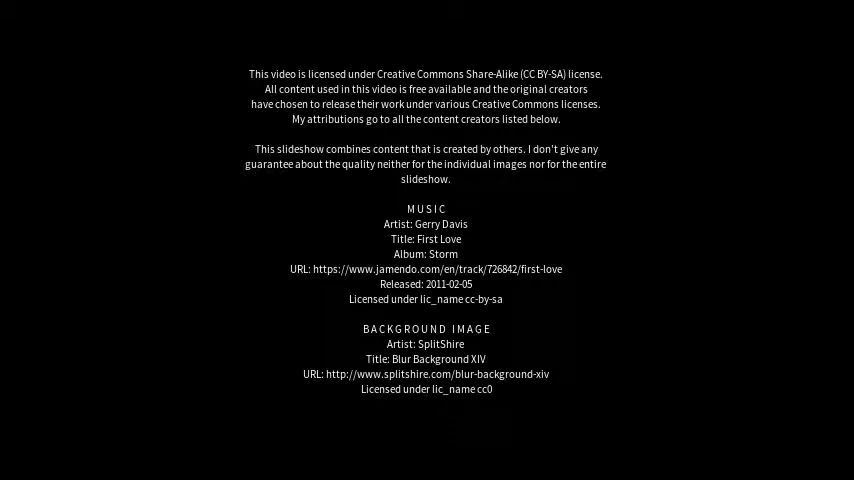 This video is licensed under Creative Commons Share-Alike (CC BY-SA) license.
All content used in this video is free available and the original creators
have chosen to release their work under various Creative Commons licenses.
My attributions go to all the content creators listed below.
This slideshow combines content that is created by others. I don't give any
guarantee about the quality neither for the individual images nor for the entire
slideshow.
MUSIC
Artist: Gerry Davis
Title: First Love
Album: Storm
URL: https://www.jamendo.com/en/track/726842/first-love
Released: 2011-02-05
Licensed under lic_name cc-by-sa
BACKGROUND IMAGE
Artist: SplitShire
Title: Blur Background XIV
URL: http://www.splitshire.com/blur-background-xiv
Licensed under lic_name cc0